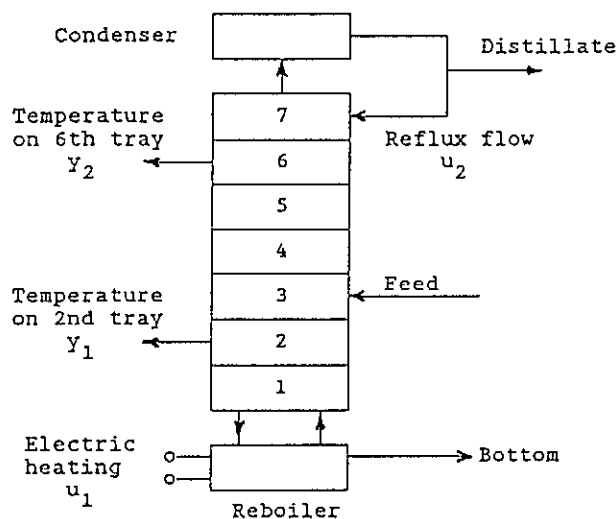 Condenser
Distillate
Temperature
on 6th tray
y2
7
Reflux flow
u2
6
5
4
3
Feed
Temperature
on 2nd tray
y1
2
1
Electric
heating
u1
Bottom
Reboiler